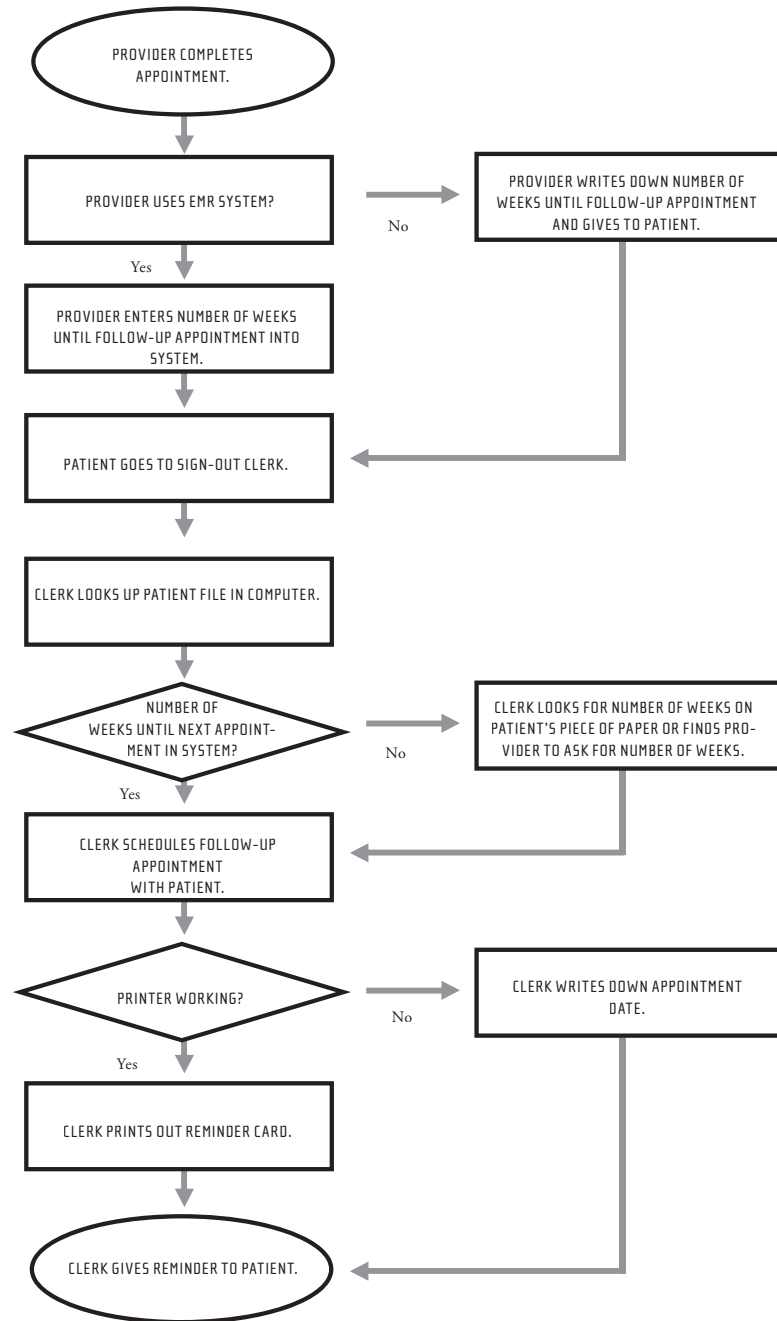 PROVIDER COMPLETES
APPOINTMENT.
PROVIDER USES EMR SYSTEM?
No
PROVIDER WRITES DOWN NUMBER OF
WEEKS UNTIL FOLLOW-UP APPOINTMENT
AND GIVES TO PATIENT.
Yes
PROVIDER ENTERS NUMBER OF WEEKS
UNTIL FOLLOW-UP APPOINTMENT INTO
SYSTEM.
PATIENT GOES TO SIGN-OUT CLERK.
CLERK LOOKS UP PATIENT FILE IN COMPUTER.
NUMBER OF
WEEKS UNTIL NEXT APPOINT-
MENT IN SYSTEM?
No
CLERK LOOKS FOR NUMBER OF WEEKS ON
PATIENT'S PIECE OF PAPER OR FINDS PRO-
VIDER TO ASK FOR NUMBER OF WEEKS.
Yes
CLERK SCHEDULES FOLLOW-UP
APPOINTMENT
WITH PATIENT.
PRINTER WORKING?
No
CLERK WRITES DOWN APPOINTMENT
DATE.
Yes
CLERK PRINTS OUT REMINDER CARD.
CLERK GIVES REMINDER TO PATIENT.